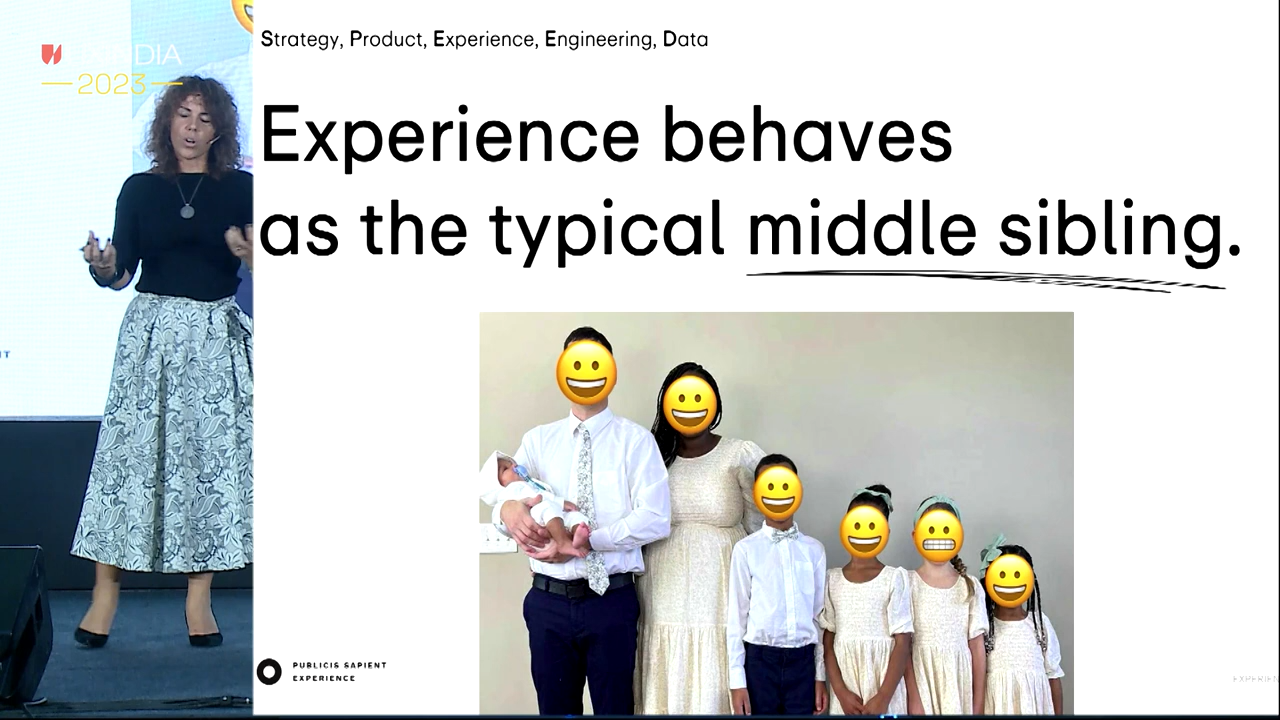 Strategy, Product, Experience, Engineering, Data
2023
Experience behaves
as the typical middle sibling.
PUBLICIS SAPIENT
EXPERIENCE